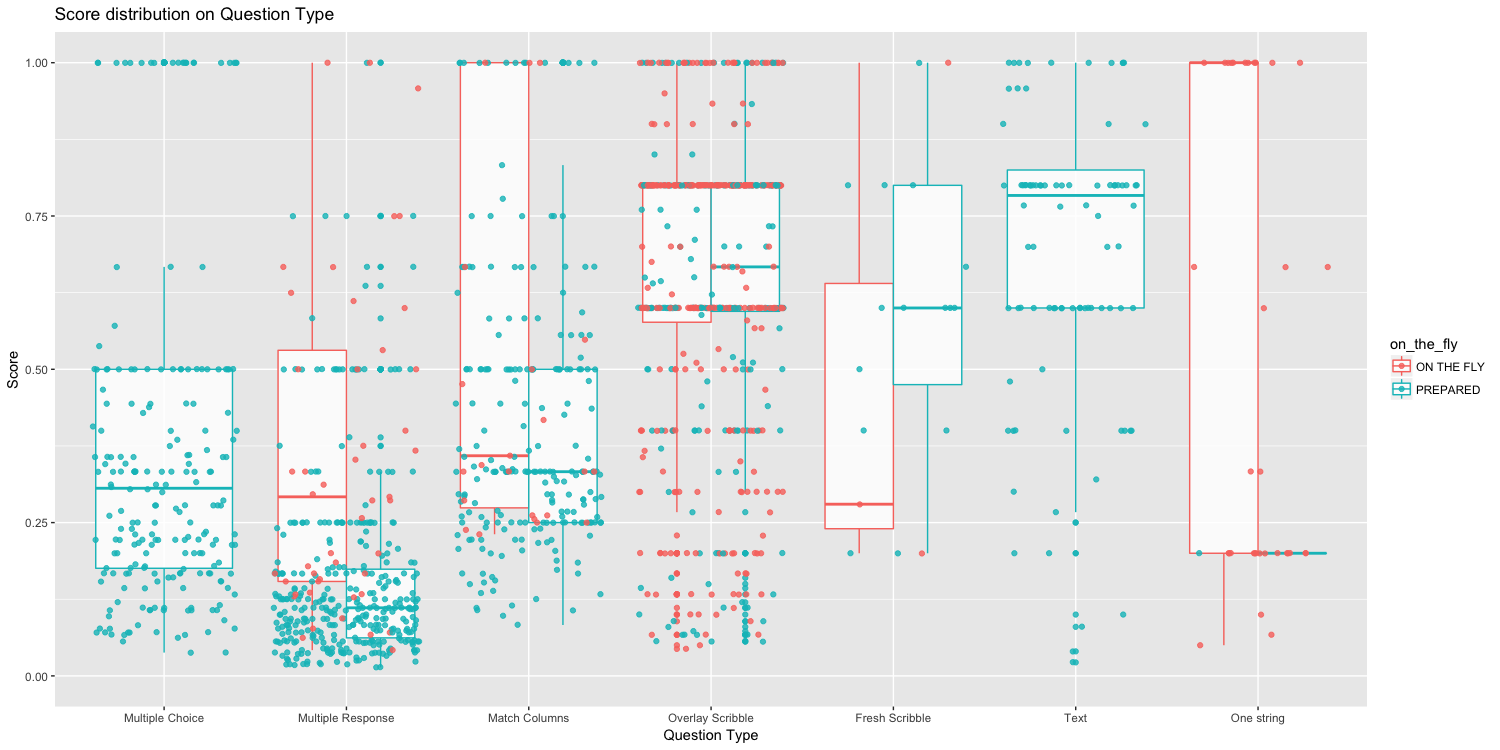 Score distribution on Question Type
1.00
0.75
0.50
0.25
0.00
Score
Multiple Choice
Multiple Response
Match Columns
Overlay Scribble
Fresh Scribble
Text
One string
Question Type
on_the_fly
ON THE FLY
PREPARED